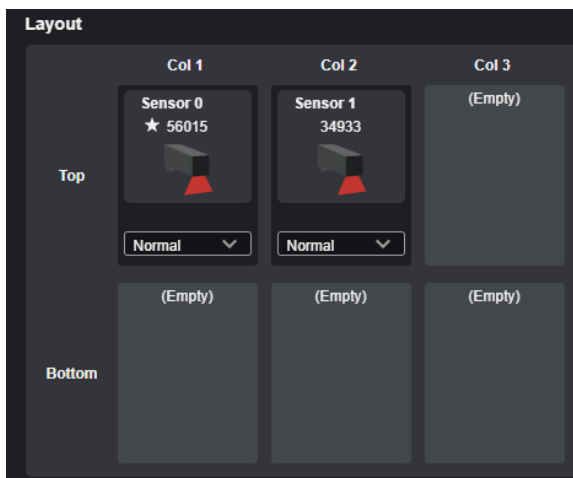 Layout
Col 1
Col 2
Col 3
Sensor 0
★ 56015
Sensor 1
34933
(Empty)
Top
Normal
Normal
(Empty)
(Empty)
(Empty)
Bottom